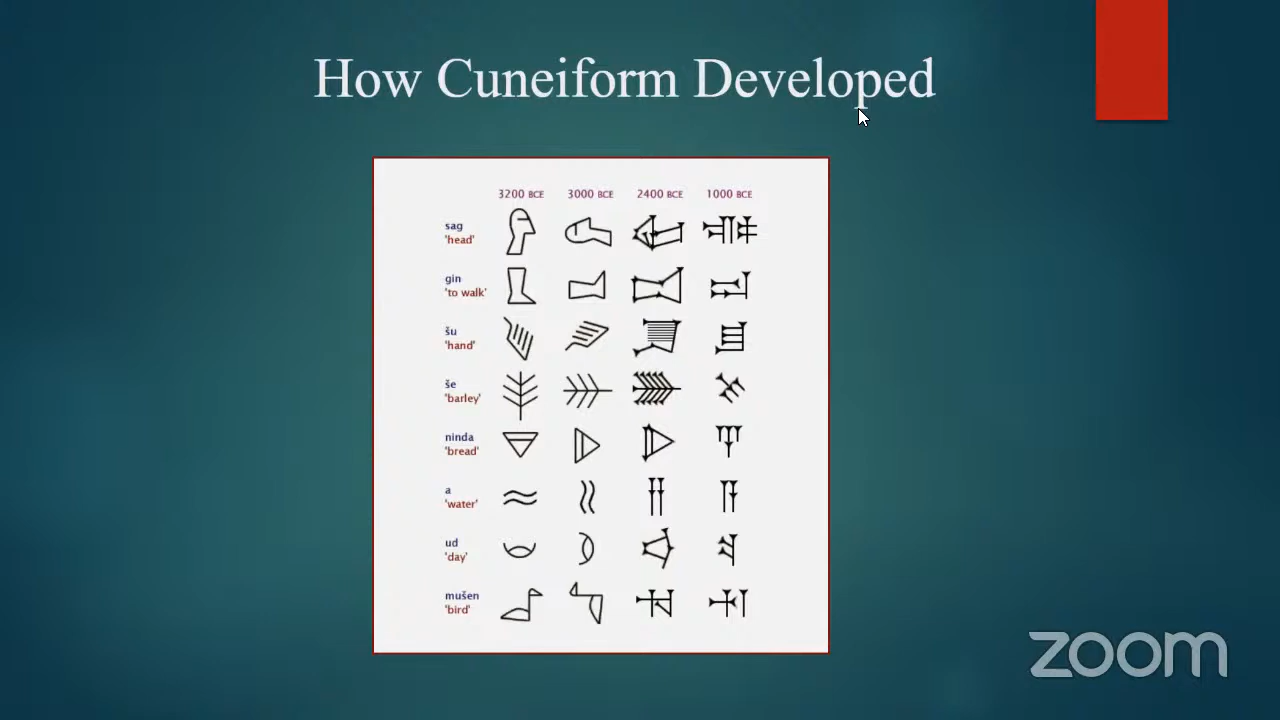 How Cuneiform Developed
3200 BCE 3000 BCE 2400 BCE 1000 BCE
sag
'head'
gin
'to walk'
šu
'hand'
še
'barley'
ninda
'bread'
a
'water'
ud
'day'
mušen
'bird'
zoom